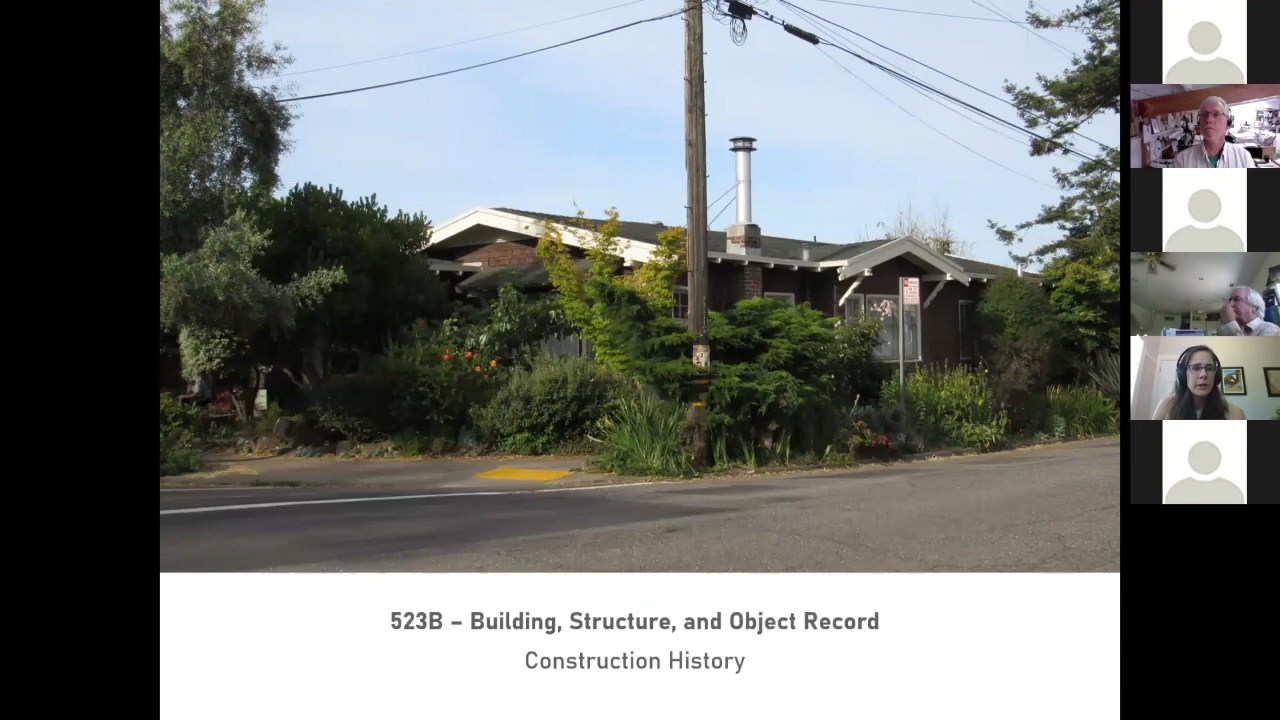 523B – Building, Structure, and Object Record
Construction History